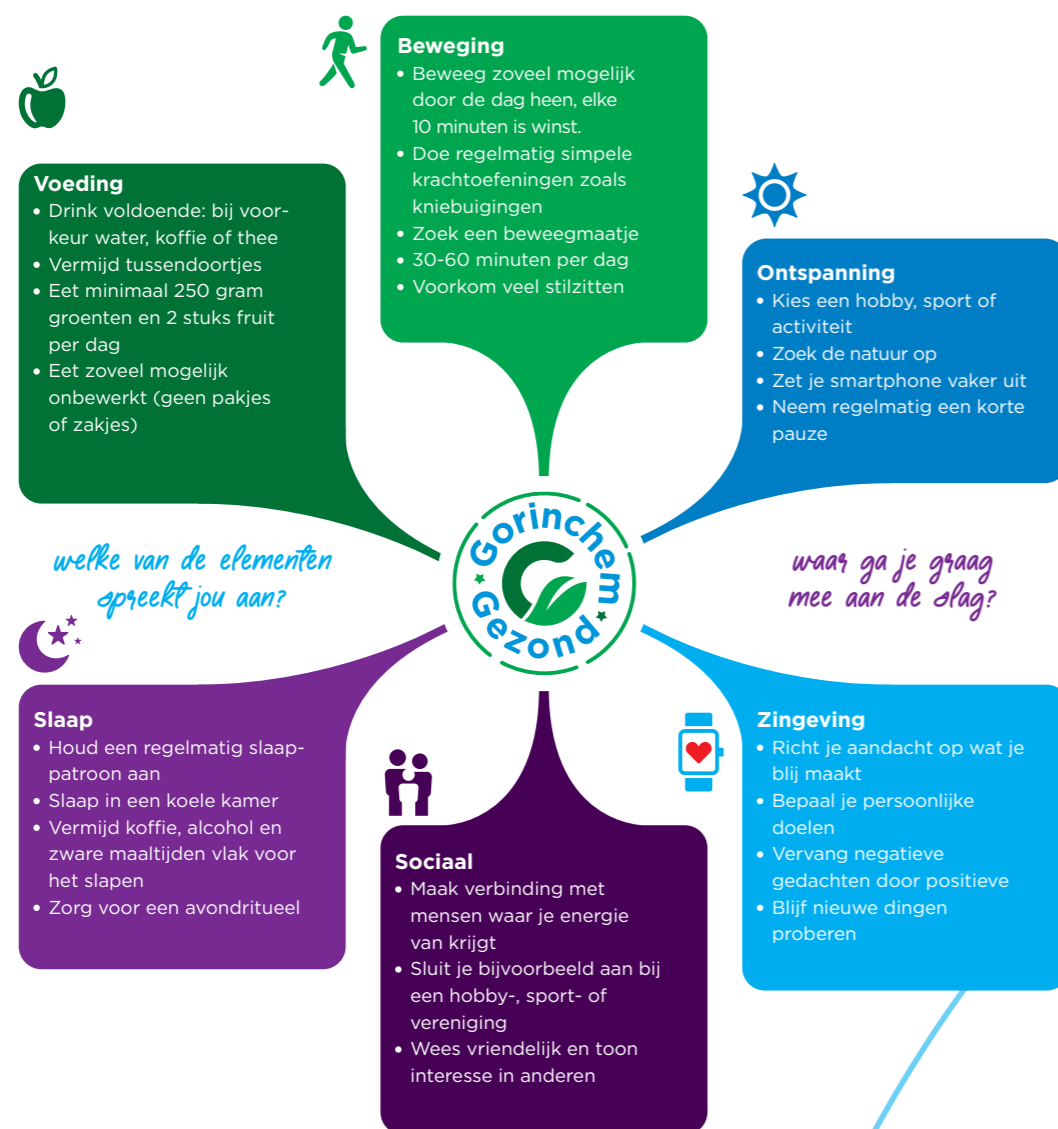 Beweging
• Beweeg zoveel mogelijk
door de dag heen, elke
10 minuten is winst.
• Doe regelmatig simpele
krachtoefeningen zoals
kniebuigingen
• Zoek een beweegmaatje
• 30-60 minuten per dag
• Voorkom veel stilzitten
Voeding
• Drink voldoende: bij voor-
keur water, koffie of thee
• Vermijd tussendoortjes
• Eet minimaal 250 gram
groenten en 2 stuks fruit
per dag
• Eet zoveel mogelijk
onbewerkt (geen pakjes
of zakjes)
Ontspanning
• Kies een hobby, sport of
activiteit
• Zoek de natuur op
• Zet je smartphone vaker uit
• Neem regelmatig een korte
pauze
welke van de elementen
spreekt jou aan?
Gorinchem
Gezond
waar ga je graag
mee aan de slag?
Slaap
• Houd een regelmatig slaap-
patroon aan
• Slaap in een koele kamer
• Vermijd koffie, alcohol en
zware maaltijden vlak voor
het slapen
• Zorg voor een avondritueel
Sociaal
• Maak verbinding met
mensen waar je energie
van krijgt
• Sluit je bijvoorbeeld aan bij
een hobby-, sport- of
vereniging
• Wees vriendelijk en toon
interesse in anderen
Zingeving
• Richt je aandacht op wat je
blij maakt
• Bepaal je persoonlijke
doelen
• Vervang negatieve
gedachten door positieve
• Blijf nieuwe dingen
proberen